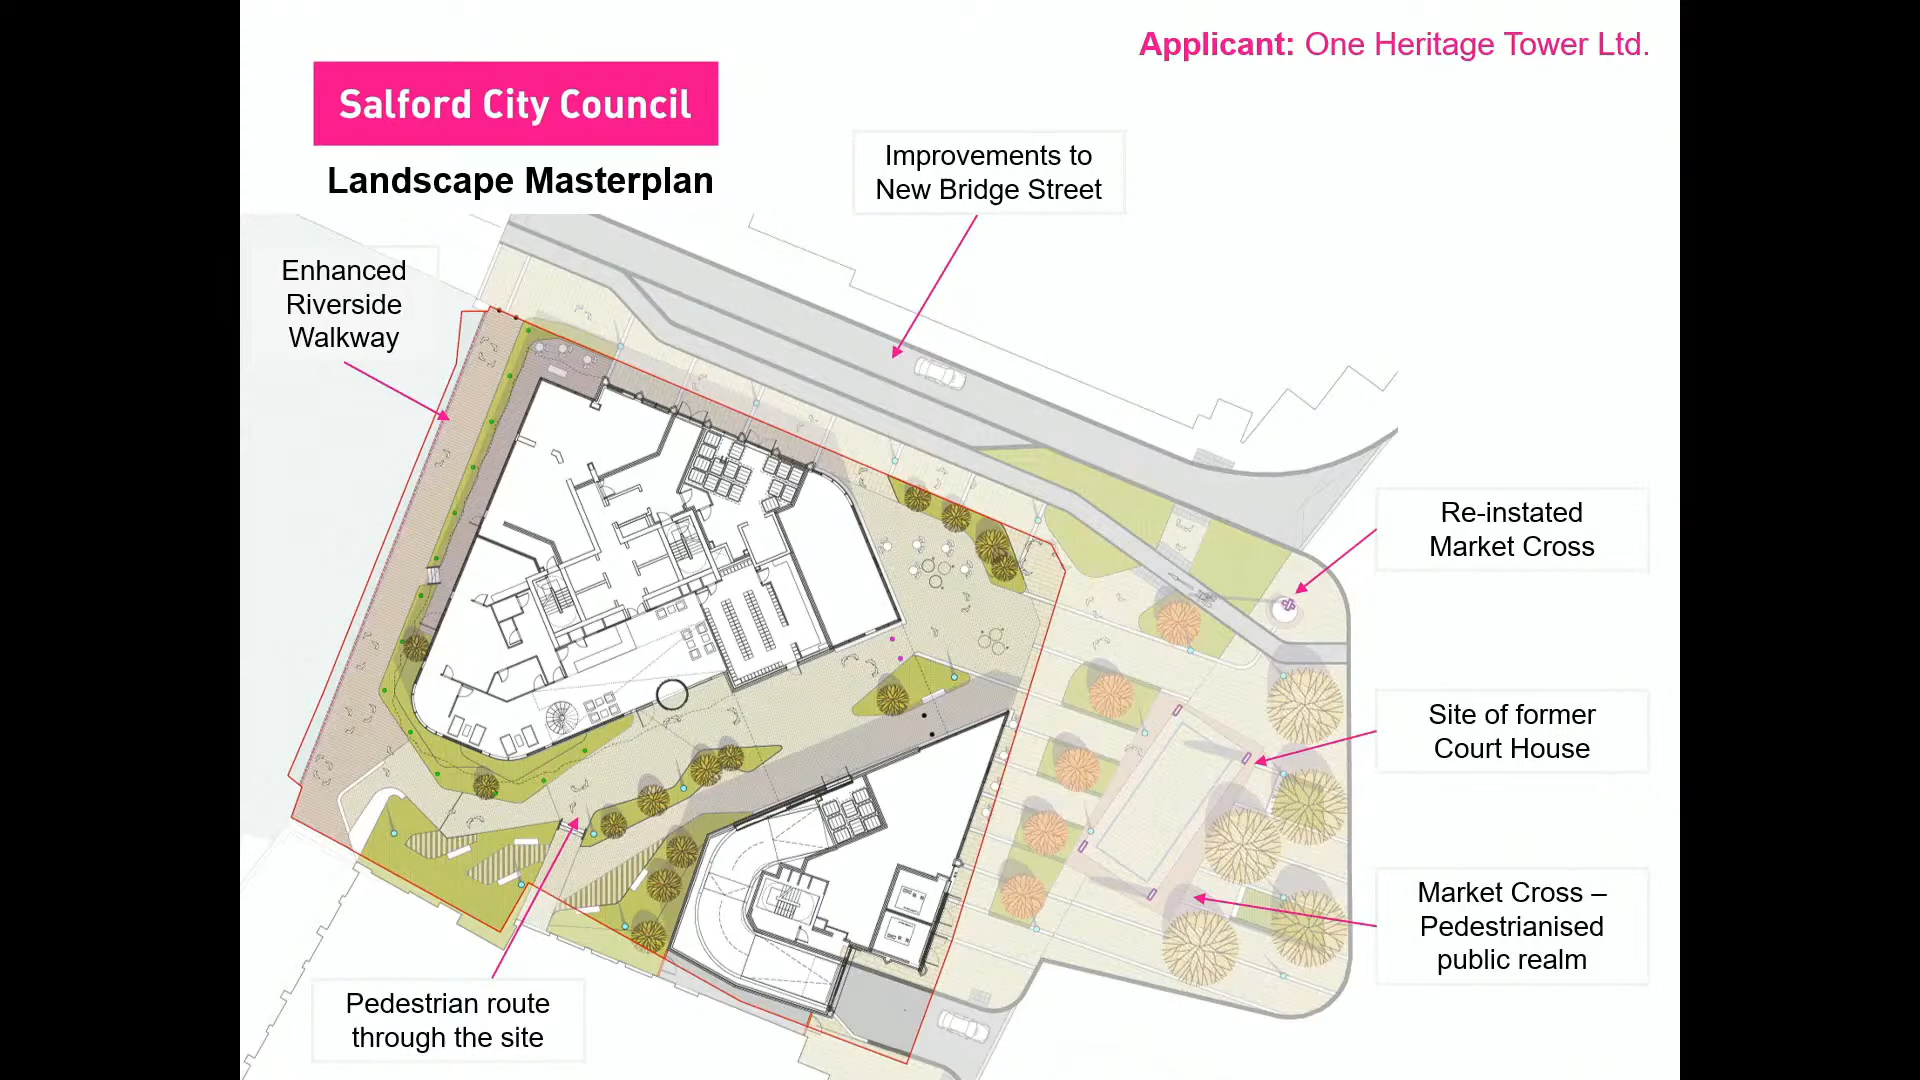 Applicant: One Heritage Tower Ltd.
Salford City Council
Landscape Masterplan
Improvements to
New Bridge Street
Enhanced
Riverside
Walkway
Re-instated
Market Cross
Site of former
Court House
Market Cross –
Pedestrianised
public realm
Pedestrian route
through the site